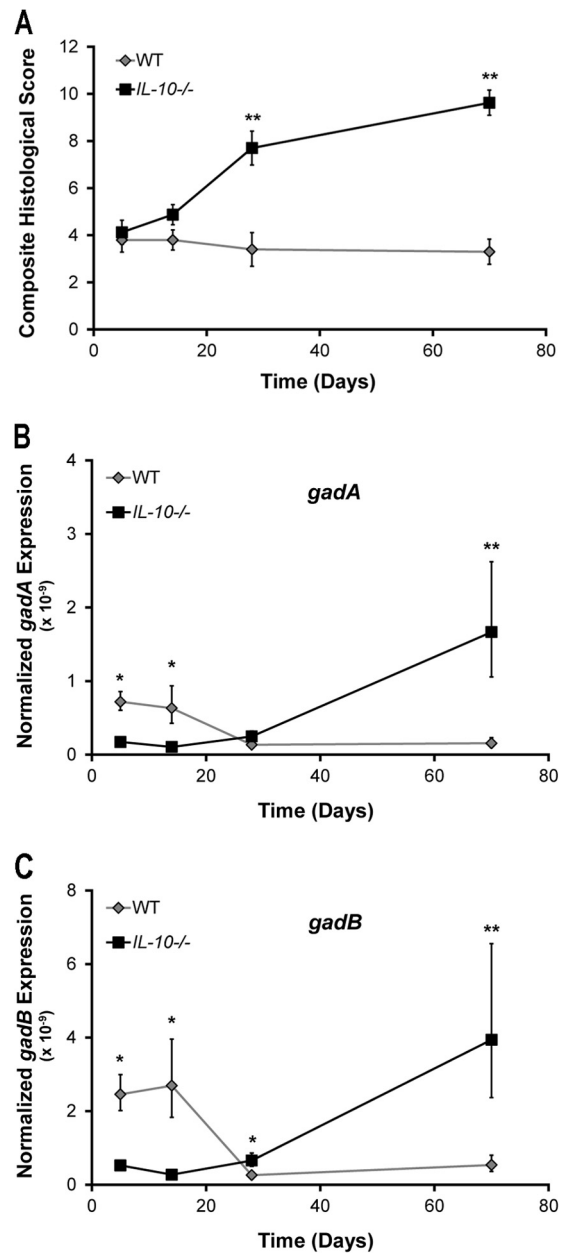 A
WT
IL-10-/-
**
**
Composite Histological Score
12
10
8
6
4
2
0
0 20 40 60 80
Time (Days)
B
WT
IL-10-/-
gadA
*
*
**
Normalized gadA Expression
(x 10-9)
4
3
2
1
0
0 20 40 60 80
Time (Days)
C
WT
IL-10-/-
gadB
*
*
*
**
Normalized gadB Expression
(x 10-9)
8
6
4
2
0
0 20 40 60 80
Time (Days)